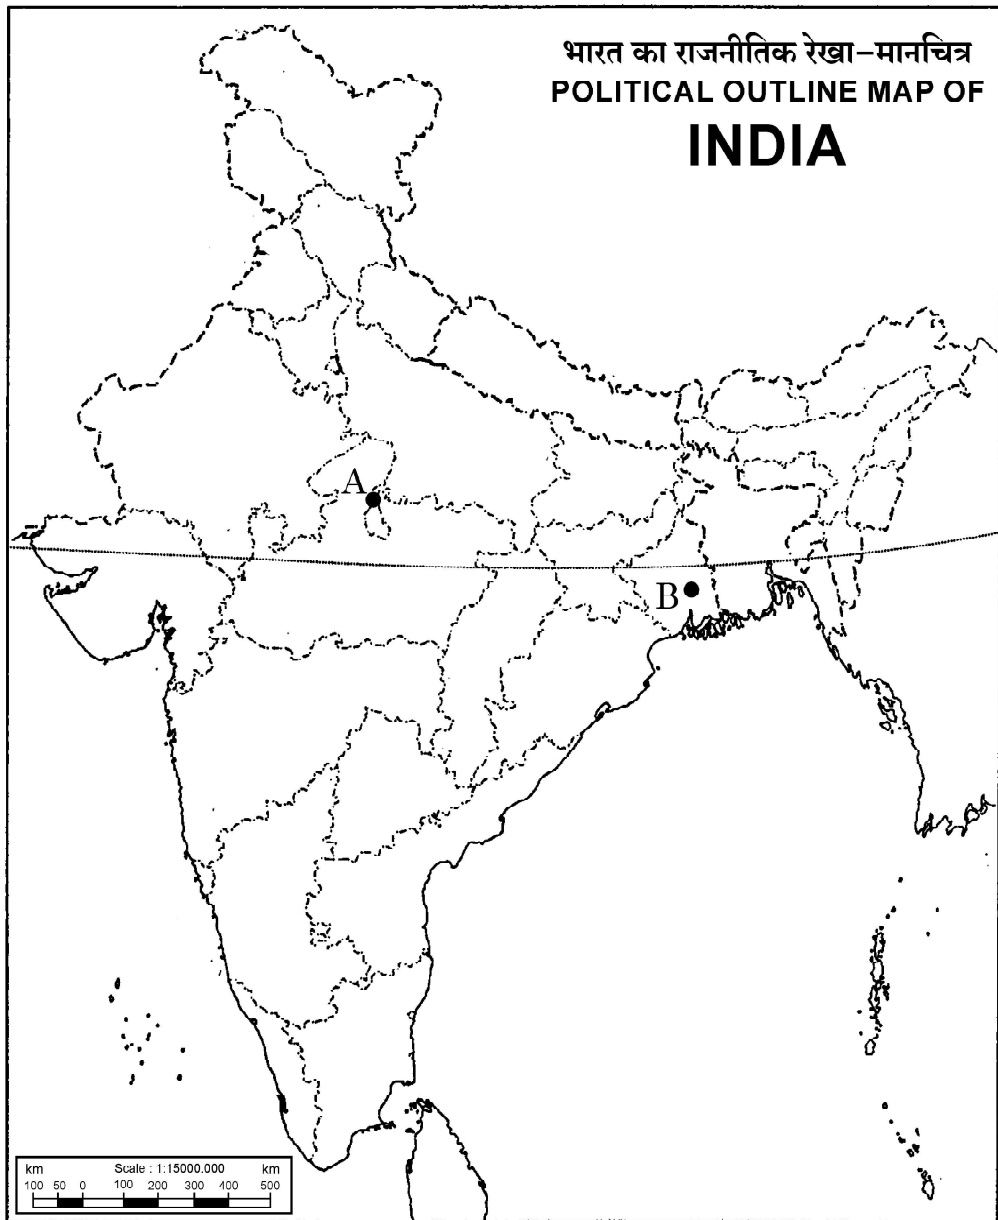 भारत का राजनीतिक रेखा-मानचित्र
POLITICAL OUTLINE MAP OF
INDIA
A
B
km Scale : 1:15000.000 km
100 50 0 100 200 300 400 500